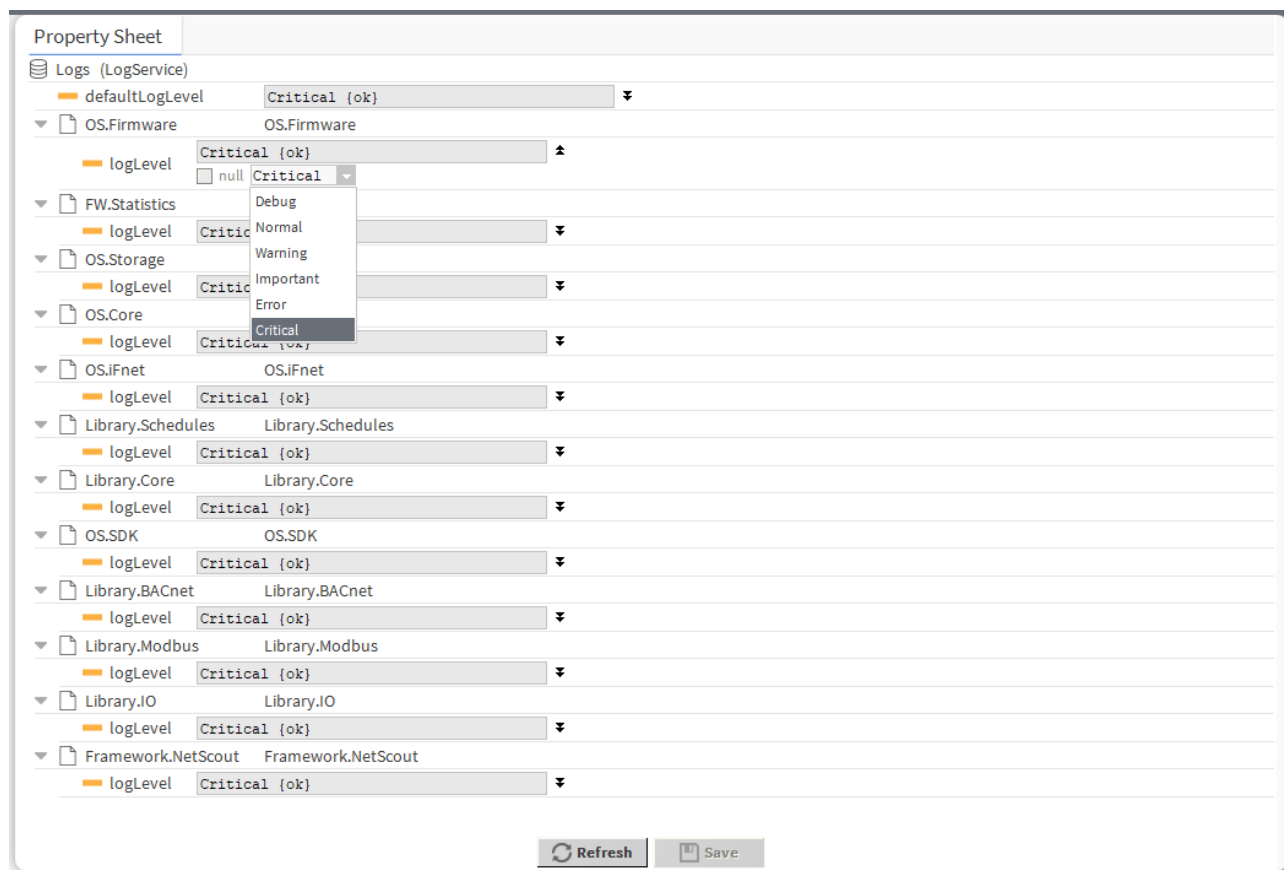 Property Sheet
Logs (LogService)
defaultLogLevel Critical {ok}
OS.Firmware OS.Firmware
logLevel Critical {ok}
null Critical
Debug
Normal
Warning
Important
Error
Critical
FW.Statistics
logLevel
OS.Storage
logLevel
OS.Core
logLevel Critical {ok}
OS.iFnet OS.iFnet
logLevel Critical {ok}
Library.Schedules Library.Schedules
logLevel Critical {ok}
Library.Core Library.Core
logLevel Critical {ok}
OS.SDK OS.SDK
logLevel Critical {ok}
Library.BACnet Library.BACnet
logLevel Critical {ok}
Library.Modbus Library.Modbus
logLevel Critical {ok}
Library.IO Library.IO
logLevel Critical {ok}
Framework.NetScout Framework.NetScout
logLevel Critical {ok}
Refresh Save